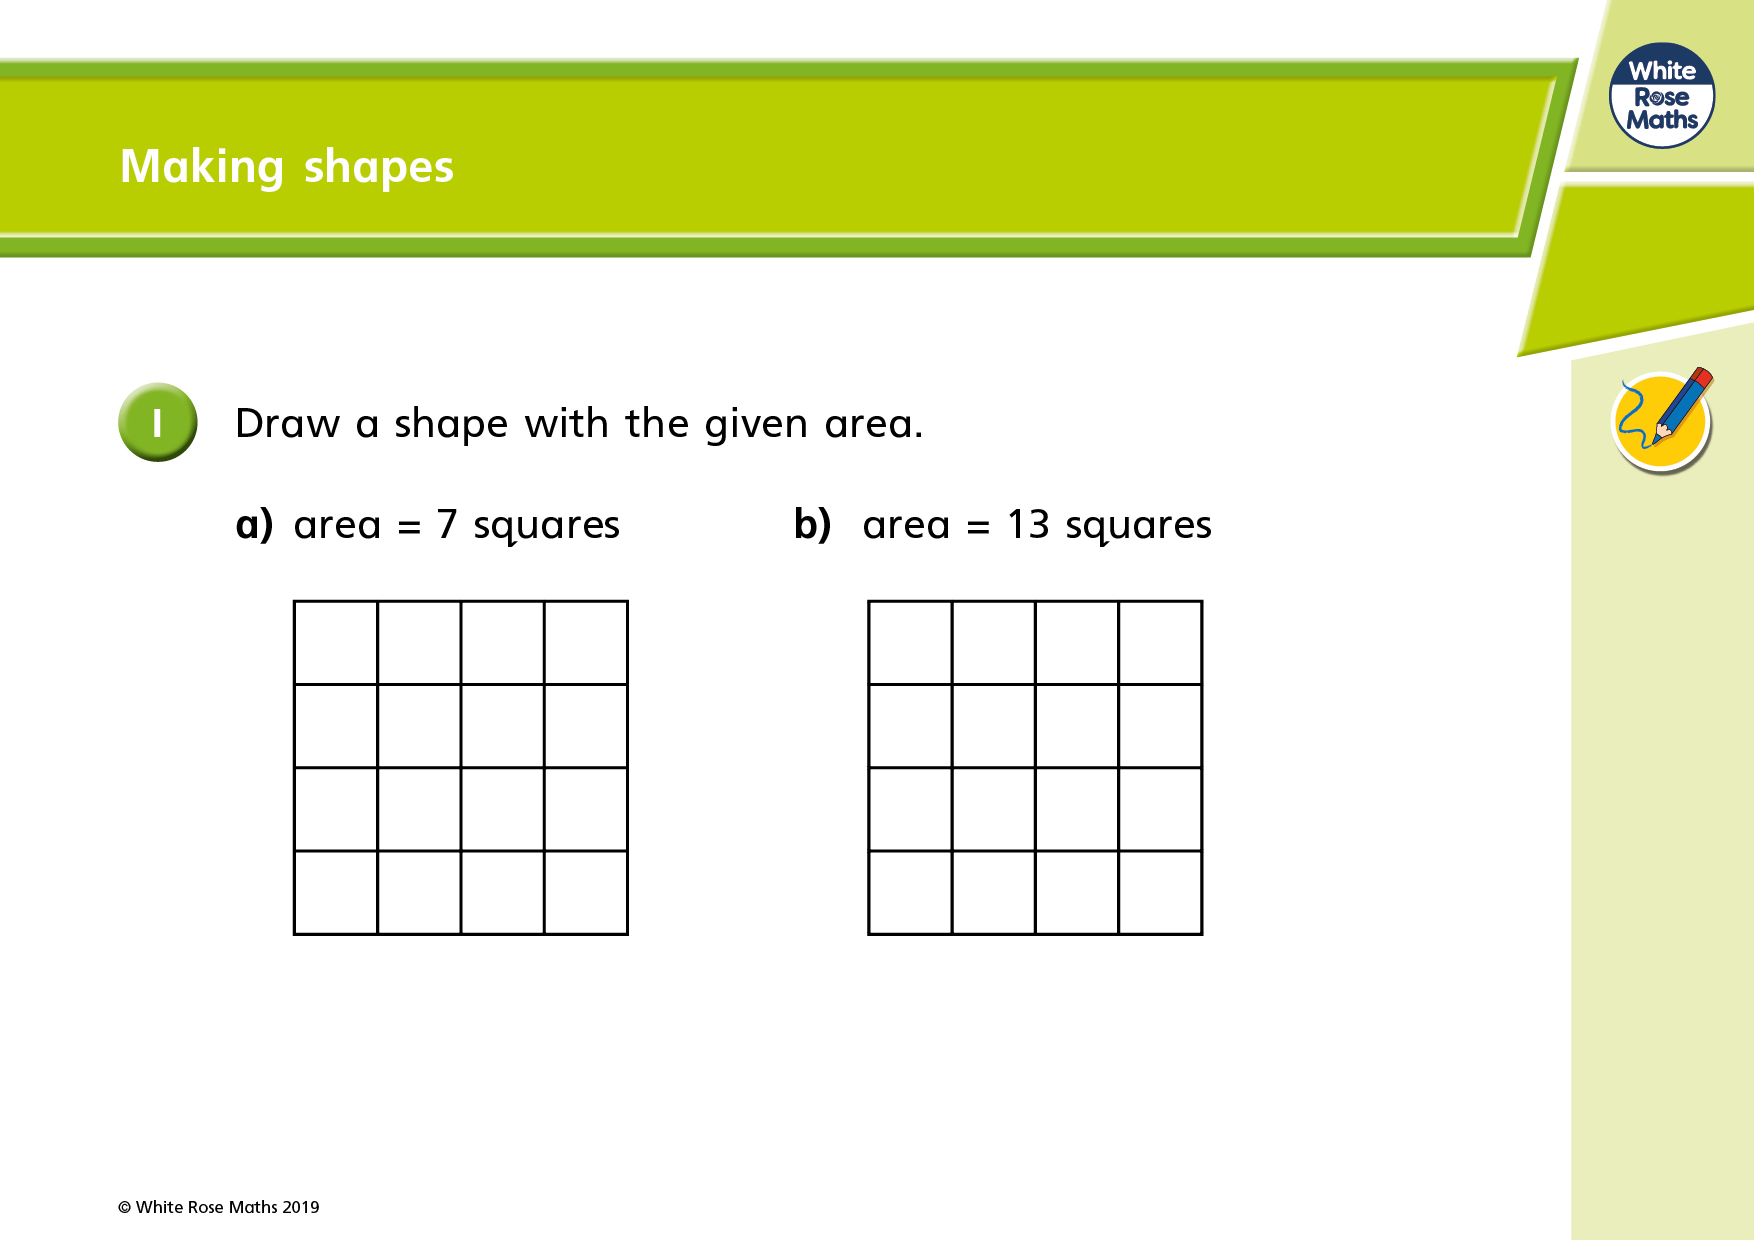 White
Rose
Maths
Making shapes
1 Draw a shape with the given area.
a) area = 7 squares b) area = 13 squares
© White Rose Maths 2019